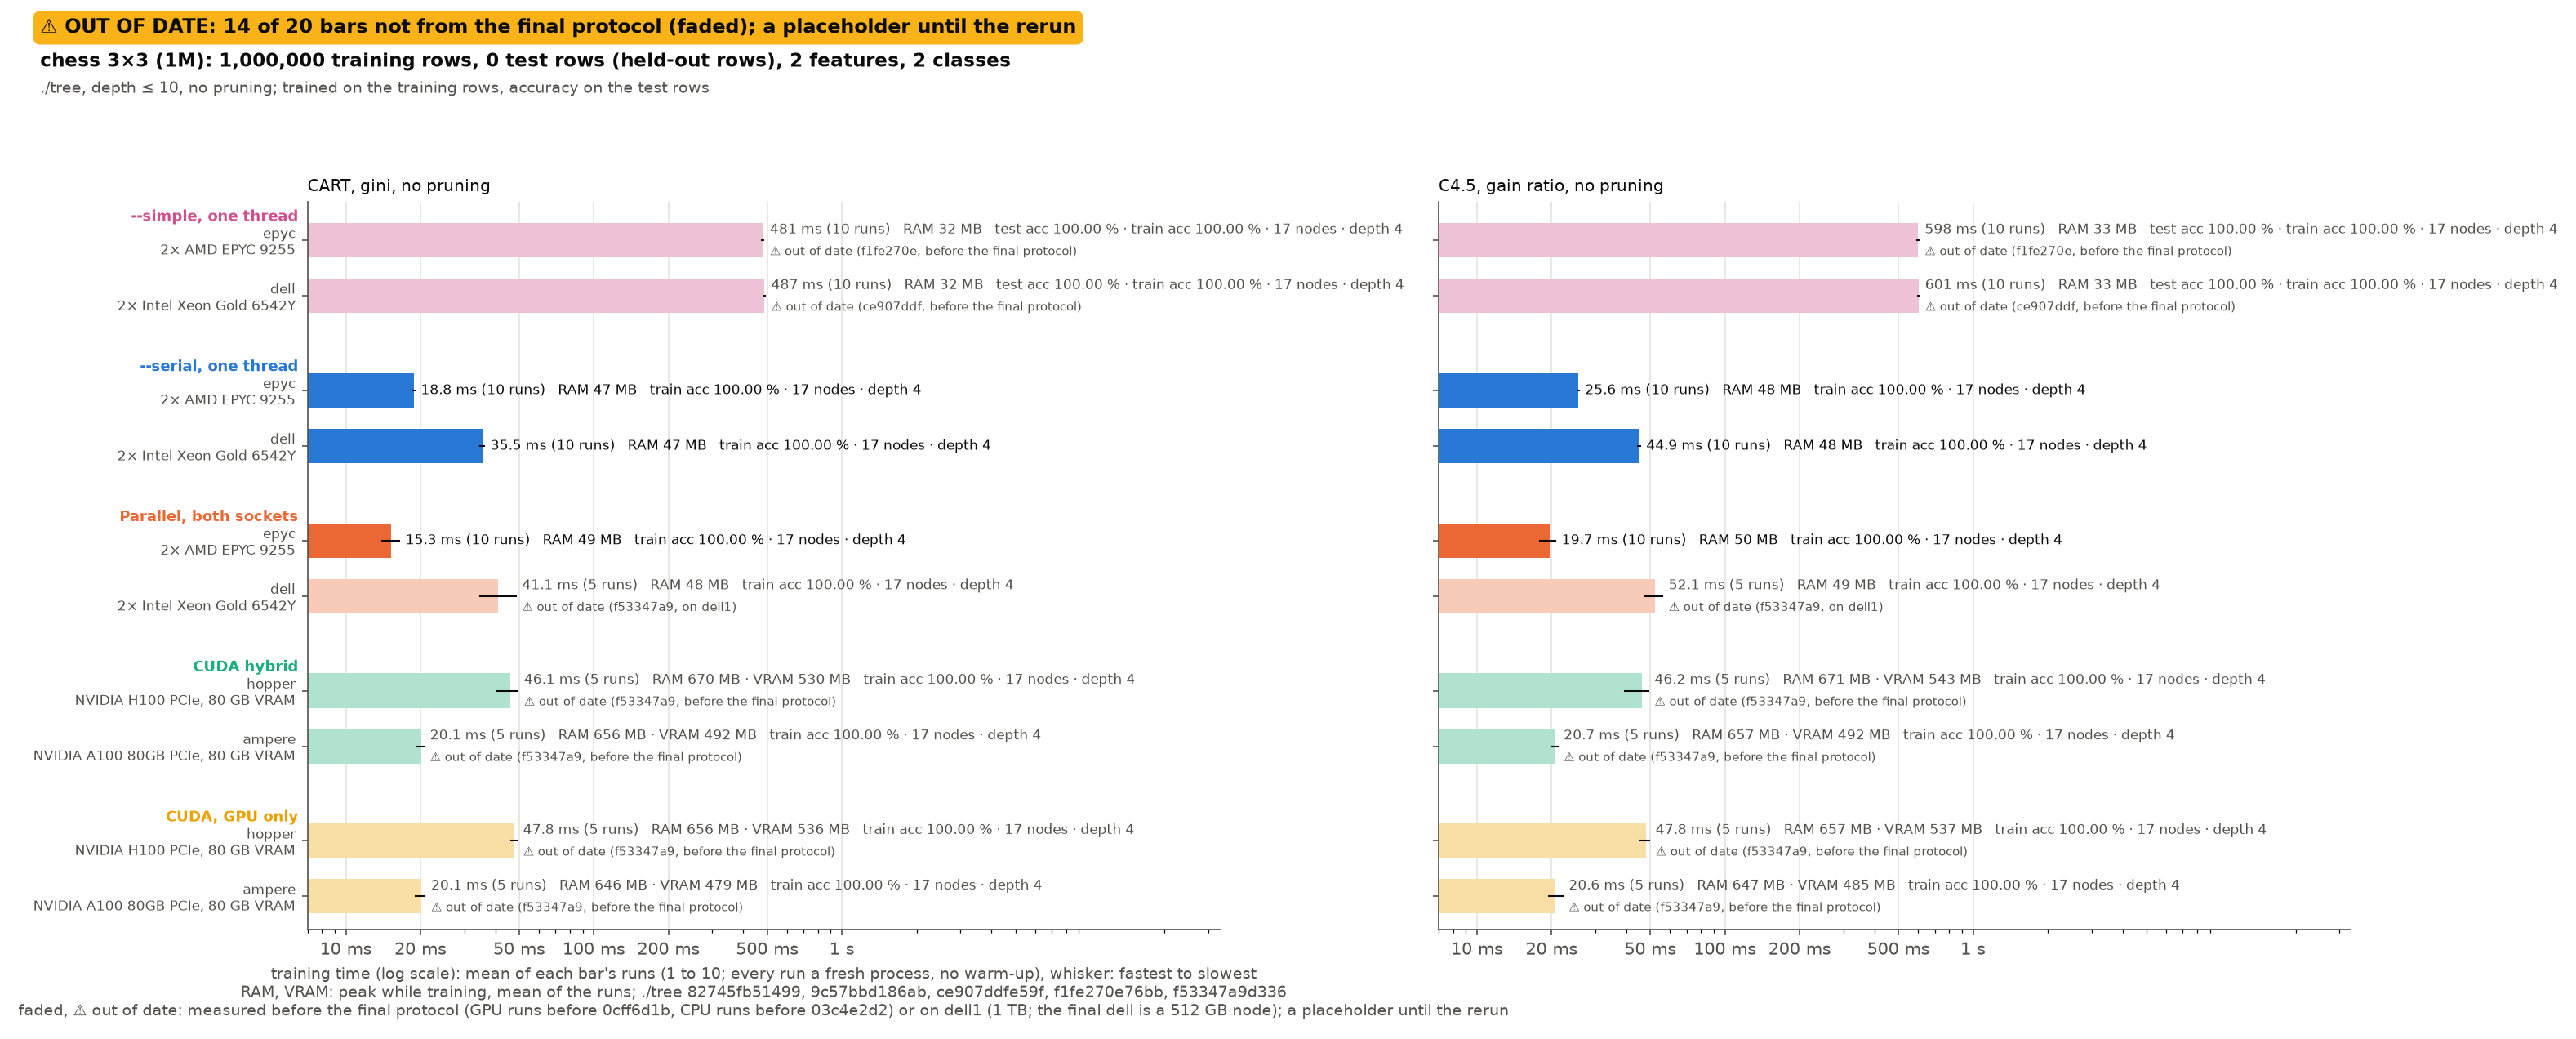 ⚠ OUT OF DATE: 14 of 20 bars not from the final protocol (faded); a placeholder until the rerun
chess 3×3 (1M): 1,000,000 training rows, 0 test rows (held-out rows), 2 features, 2 classes
./tree, depth ≤ 10, no pruning; trained on the training rows, accuracy on the test rows
CART, gini, no pruning
--simple, one thread
epyc
2× AMD EPYC 9255
481 ms (10 runs) RAM 32 MB test acc 100.00 % · train acc 100.00 % · 17 nodes · depth 4
⚠ out of date (f1fe270e, before the final protocol)
dell
2× Intel Xeon Gold 6542Y
487 ms (10 runs) RAM 32 MB test acc 100.00 % · train acc 100.00 % · 17 nodes · depth 4
⚠ out of date (ce907ddf, before the final protocol)
--serial, one thread
epyc
2× AMD EPYC 9255
18.8 ms (10 runs) RAM 47 MB train acc 100.00 % · 17 nodes · depth 4
dell
2× Intel Xeon Gold 6542Y
35.5 ms (10 runs) RAM 47 MB train acc 100.00 % · 17 nodes · depth 4
Parallel, both sockets
epyc
2× AMD EPYC 9255
15.3 ms (10 runs) RAM 49 MB train acc 100.00 % · 17 nodes · depth 4
dell
2× Intel Xeon Gold 6542Y
41.1 ms (5 runs) RAM 48 MB train acc 100.00 % · 17 nodes · depth 4
⚠ out of date (f53347a9, on dell1)
CUDA hybrid
hopper
NVIDIA H100 PCIe, 80 GB VRAM
46.1 ms (5 runs) RAM 670 MB · VRAM 530 MB train acc 100.00 % · 17 nodes · depth 4
⚠ out of date (f53347a9, before the final protocol)
ampere
NVIDIA A100 80GB PCIe, 80 GB VRAM
20.1 ms (5 runs) RAM 656 MB · VRAM 492 MB train acc 100.00 % · 17 nodes · depth 4
⚠ out of date (f53347a9, before the final protocol)
CUDA, GPU only
hopper
NVIDIA H100 PCIe, 80 GB VRAM
47.8 ms (5 runs) RAM 656 MB · VRAM 536 MB train acc 100.00 % · 17 nodes · depth 4
⚠ out of date (f53347a9, before the final protocol)
ampere
NVIDIA A100 80GB PCIe, 80 GB VRAM
20.1 ms (5 runs) RAM 646 MB · VRAM 479 MB train acc 100.00 % · 17 nodes · depth 4
⚠ out of date (f53347a9, before the final protocol)
10 ms 20 ms 50 ms 100 ms 200 ms 500 ms 1 s
C4.5, gain ratio, no pruning
598 ms (10 runs) RAM 33 MB test acc 100.00 % · train acc 100.00 % · 17 nodes · depth 4
⚠ out of date (f1fe270e, before the final protocol)
601 ms (10 runs) RAM 33 MB test acc 100.00 % · train acc 100.00 % · 17 nodes · depth 4
⚠ out of date (ce907ddf, before the final protocol)
25.6 ms (10 runs) RAM 48 MB train acc 100.00 % · 17 nodes · depth 4
44.9 ms (10 runs) RAM 48 MB train acc 100.00 % · 17 nodes · depth 4
19.7 ms (10 runs) RAM 50 MB train acc 100.00 % · 17 nodes · depth 4
52.1 ms (5 runs) RAM 49 MB train acc 100.00 % · 17 nodes · depth 4
⚠ out of date (f53347a9, on dell1)
46.2 ms (5 runs) RAM 671 MB · VRAM 543 MB train acc 100.00 % · 17 nodes · depth 4
⚠ out of date (f53347a9, before the final protocol)
20.7 ms (5 runs) RAM 657 MB · VRAM 492 MB train acc 100.00 % · 17 nodes · depth 4
⚠ out of date (f53347a9, before the final protocol)
47.8 ms (5 runs) RAM 657 MB · VRAM 537 MB train acc 100.00 % · 17 nodes · depth 4
⚠ out of date (f53347a9, before the final protocol)
20.6 ms (5 runs) RAM 647 MB · VRAM 485 MB train acc 100.00 % · 17 nodes · depth 4
⚠ out of date (f53347a9, before the final protocol)
10 ms 20 ms 50 ms 100 ms 200 ms 500 ms 1 s
training time (log scale): mean of each bar's runs (1 to 10; every run a fresh process, no warm-up), whisker: fastest to slowest
RAM, VRAM: peak while training, mean of the runs; ./tree 82745fb51499, 9c57bbd186ab, ce907ddfe59f, f1fe270e76bb, f53347a9d336
faded, ⚠ out of date: measured before the final protocol (GPU runs before 0cff6d1b, CPU runs before 03c4e2d2) or on dell1 (1 TB; the final dell is a 512 GB node); a placeholder until the rerun